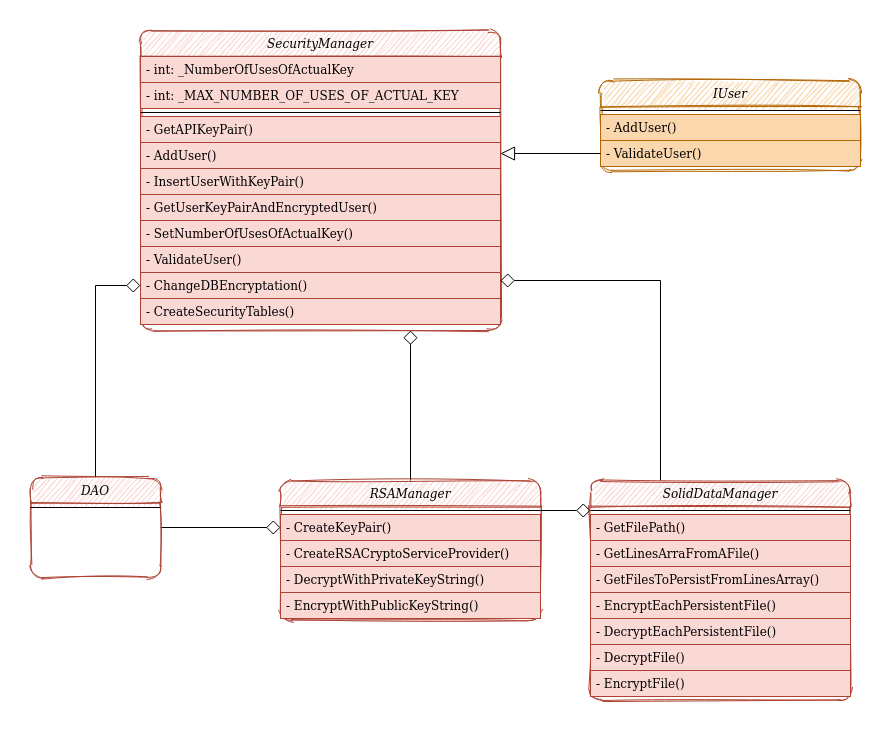 SecurityManager
- int: _NumberOfUsesOfActualKey
- int: _MAX_NUMBER_OF_USES_OF_ACTUAL_KEY
- GetAPIKeyPair()
- AddUser()
- InsertUserWithKeyPair()
- GetUserKeyPairAndEncryptedUser()
- SetNumberOfUsesOfActualKey()
- ValidateUser()
- ChangeDBEncryptation()
- CreateSecurityTables()
IUser
- AddUser()
- ValidateUser()
DAO
RSAManager
- CreateKeyPair()
- CreateRSACryptoServiceProvider()
- DecryptWithPrivateKeyString()
- EncryptWithPublicKeyString()
SolidDataManager
- GetFilePath()
- GetLinesArraFromAFile()
- GetFilesToPersistFromLinesArray()
- EncryptEachPersistentFile()
- DecryptEachPersistentFile()
- DecryptFile()
- EncryptFile()